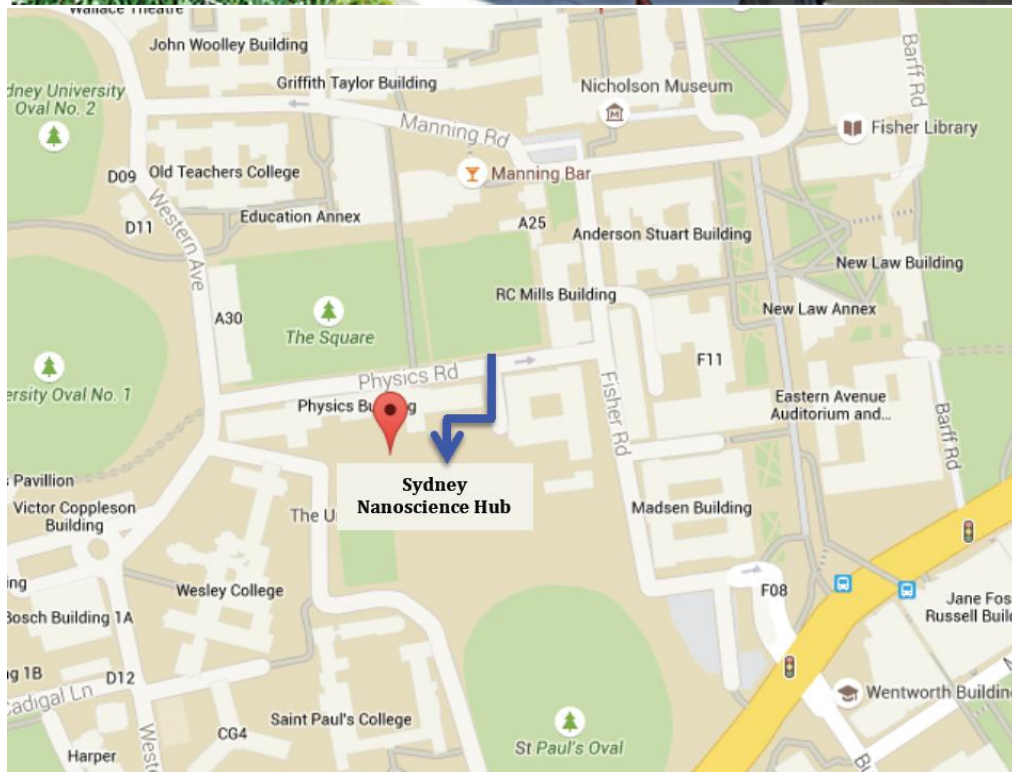 Wallace Theatre
John Woolley Building
Griffith Taylor Building
Barff Rd
dney University
Oval No. 2
Nicholson Museum
Manning Rd
Fisher Library
D09
Old Teachers College
Manning Bar
Western Ave
D11
Education Annex
A25
Anderson Stuart Building
New Law Building
RC Mills Building
New Law Annex
A30
The Square
F11
Physics Rd
Fisher Rd
ersity Oval No. 1
Physics Bu
g
Eastern Avenue
Auditorium and...
Barff Rd
Sydney
Nanoscience Hub
s Pavillion
Victor Coppleson
Building
The U
Madsen Building
ing
Wesley College
F08
Jane Fos
Russell Buil
Bosch Building 1A
ng 1B
D12
Cadigal Ln
Wentworth Building
Saint Paul's College
CG4
St Paul's Oval
Weste
Harper